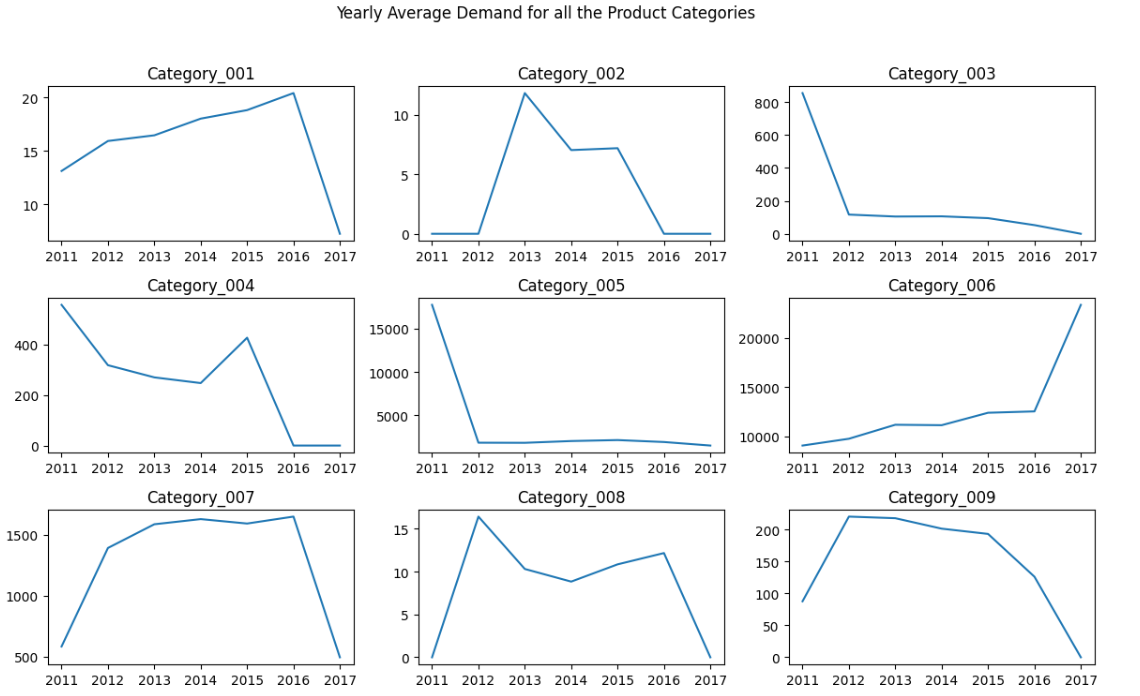 Yearly Average Demand for all the Product Categories
Category_001 Category_002 Category_003
20
15
10
2011 2012 2013 2014 2015 2016 2017
10
5
0
2011 2012 2013 2014 2015 2016 2017
800
600
400
200
0
2011 2012 2013 2014 2015 2016 2017
Category_004 Category_005 Category_006
400
200
0
2011 2012 2013 2014 2015 2016 2017
15000
10000
5000
2011 2012 2013 2014 2015 2016 2017
20000
15000
10000
2011 2012 2013 2014 2015 2016 2017
Category_007 Category_008 Category_009
1500
1000
500
2011 2012 2013 2014 2015 2016 2017
15
10
5
0
2011 2012 2013 2014 2015 2016 2017
200
150
100
50
0
2011 2012 2013 2014 2015 2016 2017